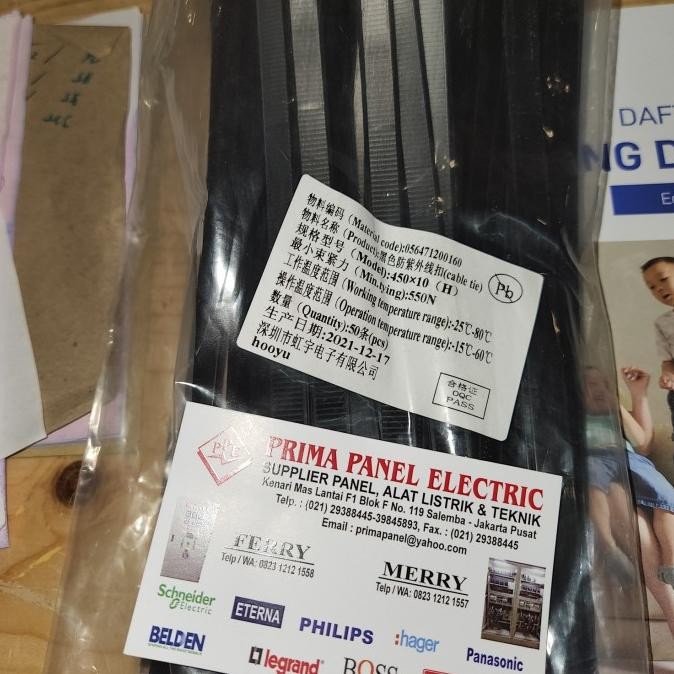 DAFT
NG D
物料编码 (Material code):056471200160
物料名称 (Product):黑色防紫外线扣(cable tie)
规格型号 (Model):450×10 (H)
最小束紧力 (Min.tying):550N
工作温度范围 (Working temperature range):-25℃-80℃
操作温度范围 (Operation temperature range):-15℃-60℃
数量 (Quantity):50条(pcs)
生产日期:2021-12-17
深圳市虹宇电子有限公司
hooyu
Pb
合格证
OQC
PASS
PPE
PRIMA PANEL ELECTRIC
SUPPLIER PANEL, ALAT LISTRIK & TEKNIK
Kenari Mas Lantai F1 Blok F No. 119 Salemba - Jakarta Pusat
Telp. : (021) 29388445-39845893, Fax. : (021) 29388445
Email : primapanel@yahoo.com
FERRY
Telp / WA: 0823 1212 1558
MERRY
Telp / WA: 0823 1212 1557
Schneider
Electric
ETERNA
PHILIPS
:hager
Panasonic
BELDEN
legrand
BOSS